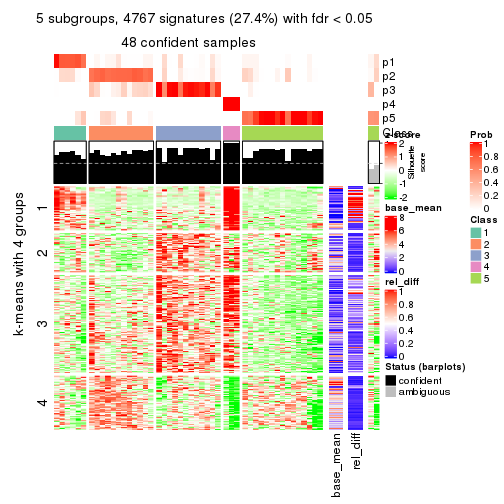 5 subgroups, 4767 signatures (27.4%) with fdr < 0.05
48 confident samples
p1
p2
p3
p4
p5
Class
Silhouette
score
k-means with 4 groups
1
2
3
4
base_mean
rel_diff
z-score
2
1
0
-1
-2
base_mean
8
6
4
2
0
rel_diff
1
0.8
0.6
0.4
0.2
0
Status (barplots)
confident
ambiguous
Prob
1
0.8
0.6
0.4
0.2
0
Class
1
2
3
4
5